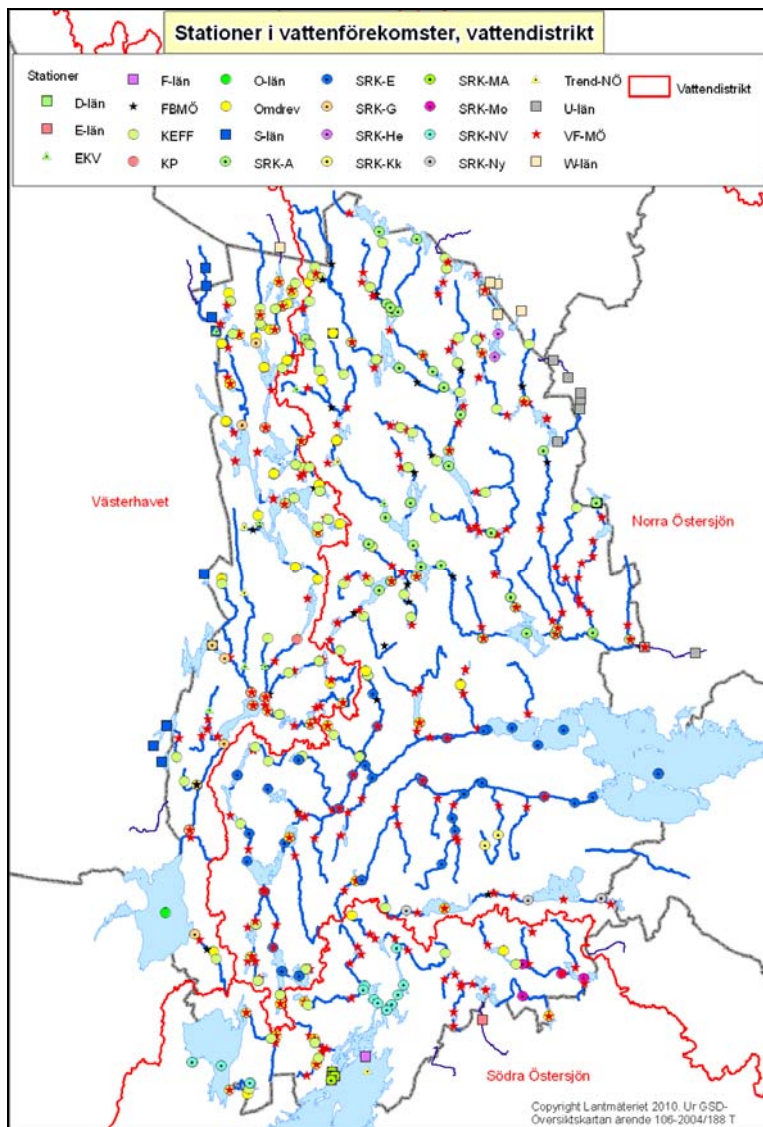 Stationer i vattenförekomster, vattendistrikt
Stationer
D-län
E-län
EKV
F-län
FBMÖ
KEFF
KP
O-län
Omdrev
S-län
SRK-A
SRK-E
SRK-G
SRK-He
SRK-Kk
SRK-MA
SRK-Mo
SRK-NV
SRK-Ny
Trend-NÖ
U-län
VF-MÖ
W-län
Vattendistrikt
Västerhavet
Norra Östersjön
Södra Östersjön
Copyright Lantmäteriet 2010. Ur GSD-
Översiktskartan ärende 106-2004/188 T